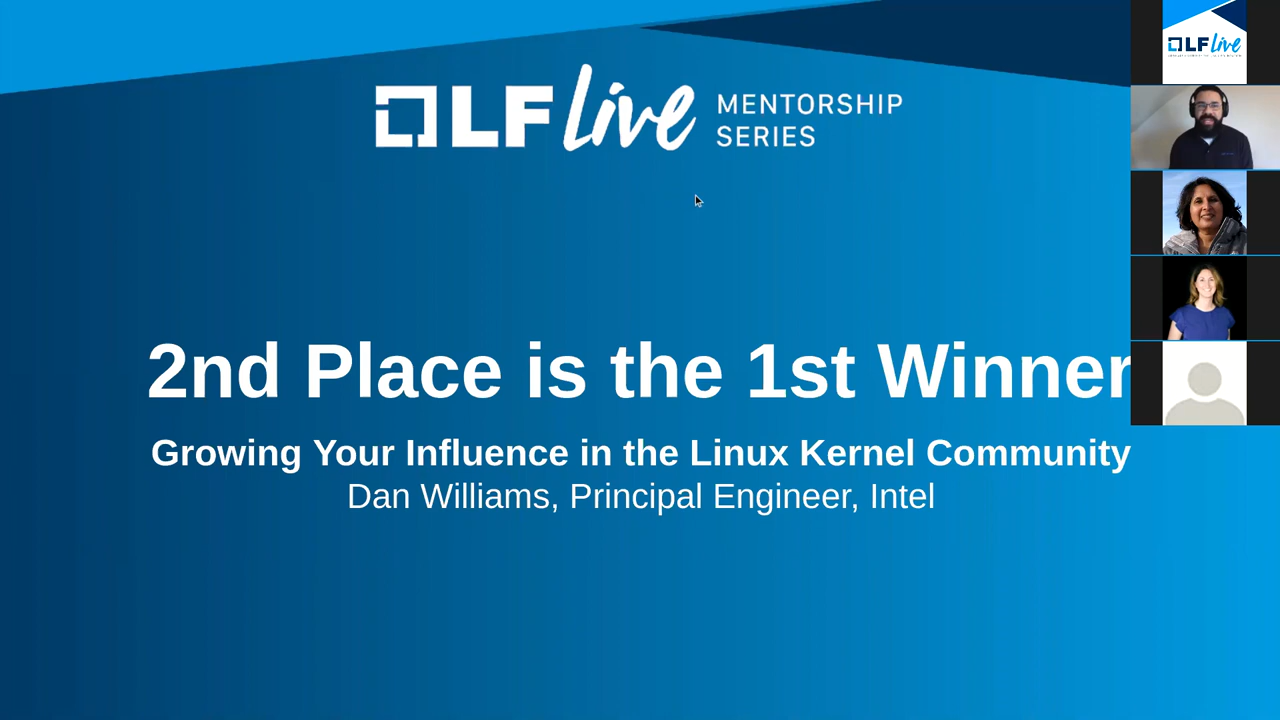 LF live MENTORSHIP
SERIES
2nd Place is the 1st Winner
Growing Your Influence in the Linux Kernel Community
Dan Williams, Principal Engineer, Intel
LF live